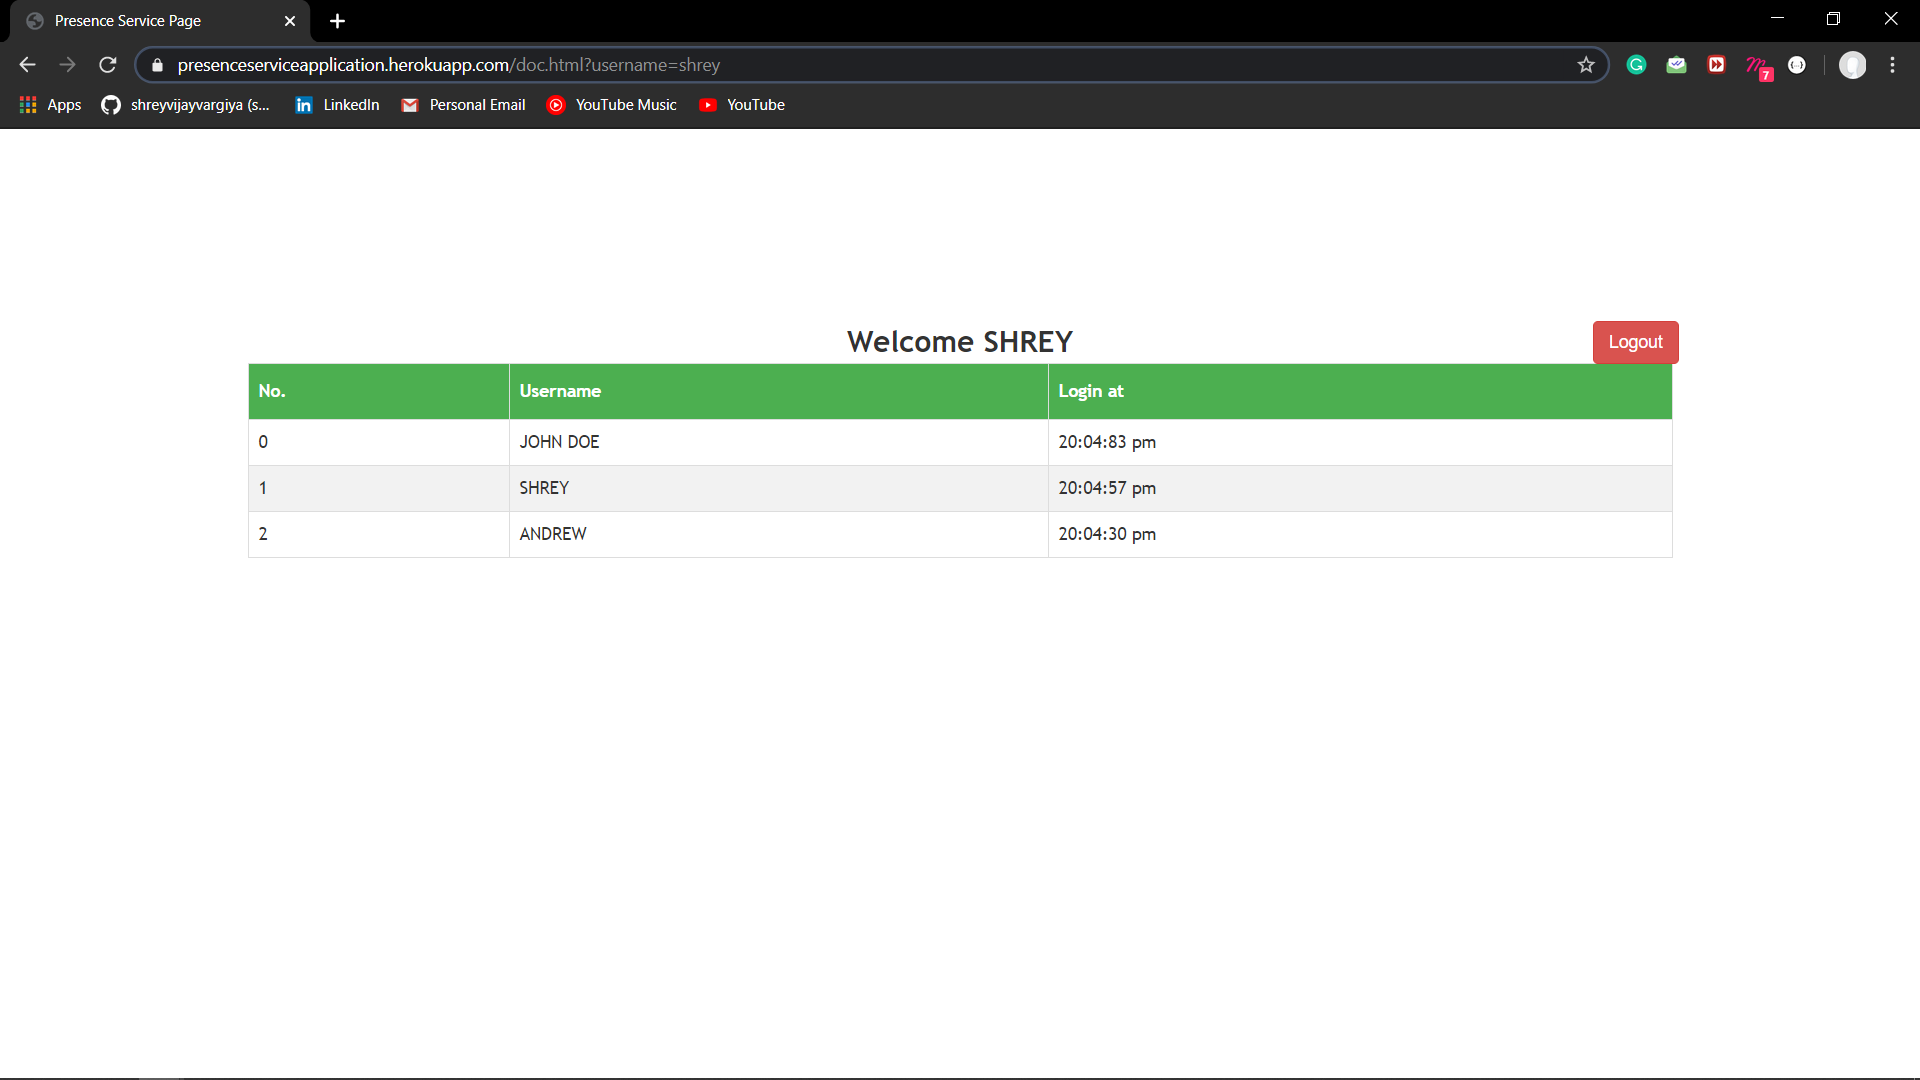 Presence Service Page
presenceserviceapplication.herokuapp.com/doc.html?username=shrey
7
Apps shreyvijayvargiya (s... LinkedIn Personal Email YouTube Music YouTube
Welcome SHREY Logout
No. Username Login at
0 JOHN DOE 20:04:83 pm
1 SHREY 20:04:57 pm
2 ANDREW 20:04:30 pm